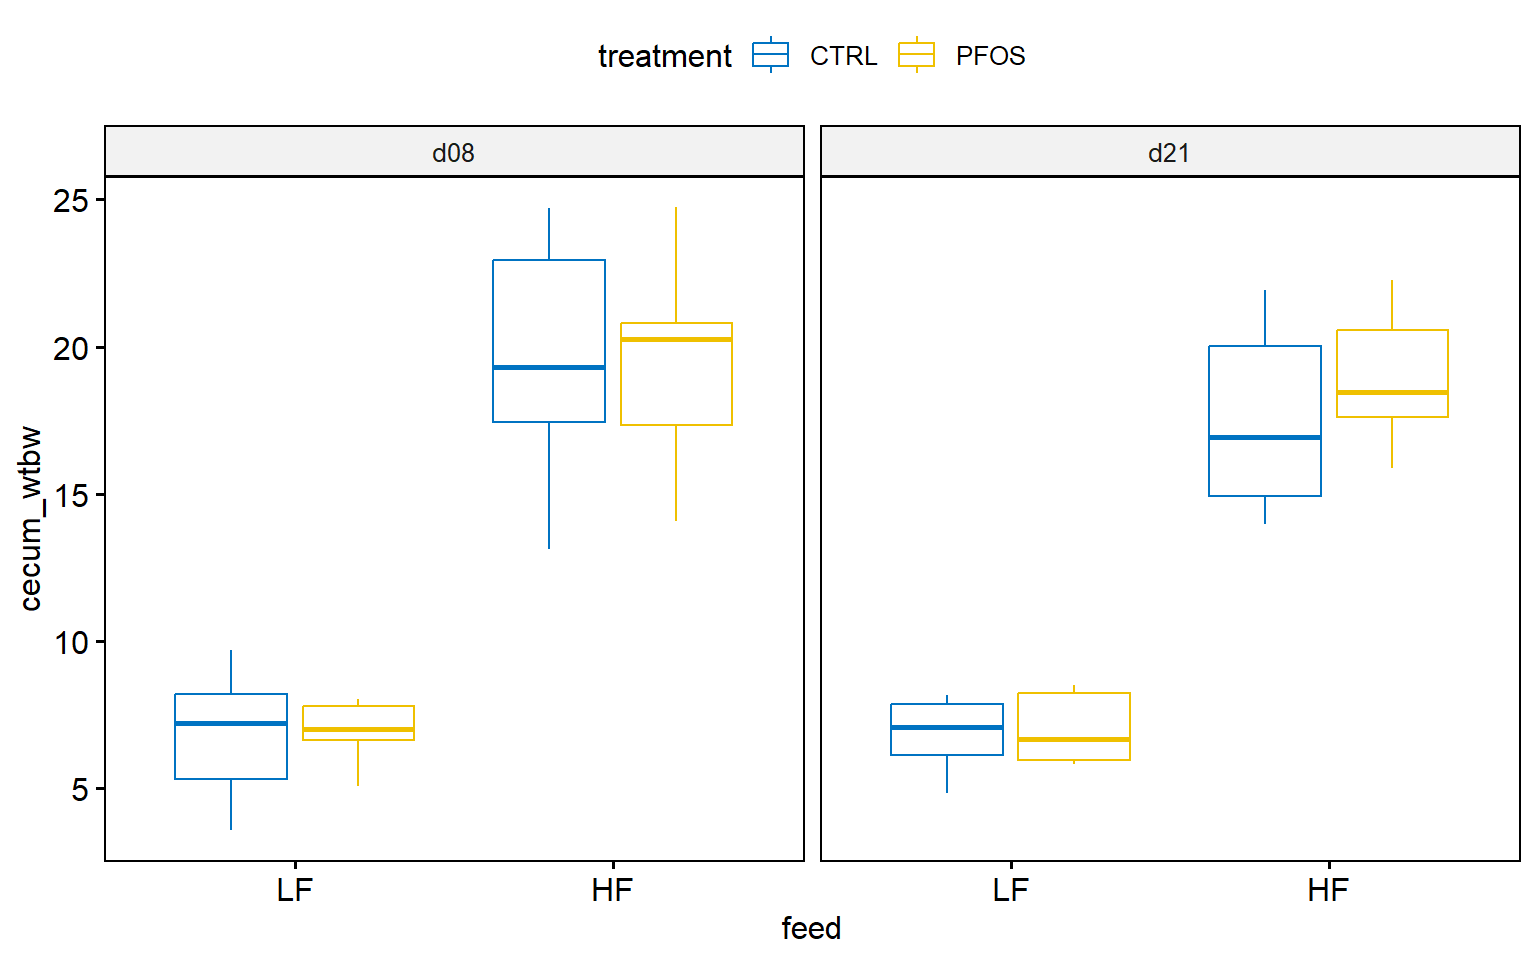 treatment CTRL PFOS
d08 d21
25
20
15
10
5
cecum_wtbw
LF HF LF HF
feed